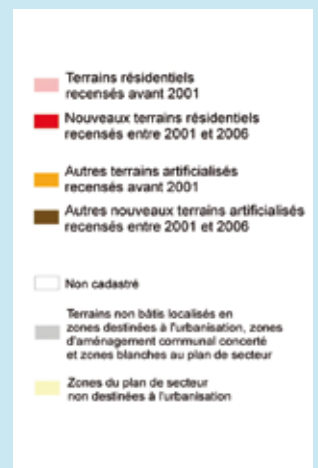 Terrains résidentiels
recensés avant 2001
Nouveaux terrains résidentiels
recensés entre 2001 et 2006
Autres terrains artificialisés
recensés avant 2001
Autres nouveaux terrains artificialisés
recensés entre 2001 et 2006
Non cadastré
Terrains non bâtis localisés en
zones destinées à l'urbanisation, zones
d'aménagement communal concerté
et zones blanches au plan de secteur
Zones du plan de secteur
non destinées à l'urbanisation